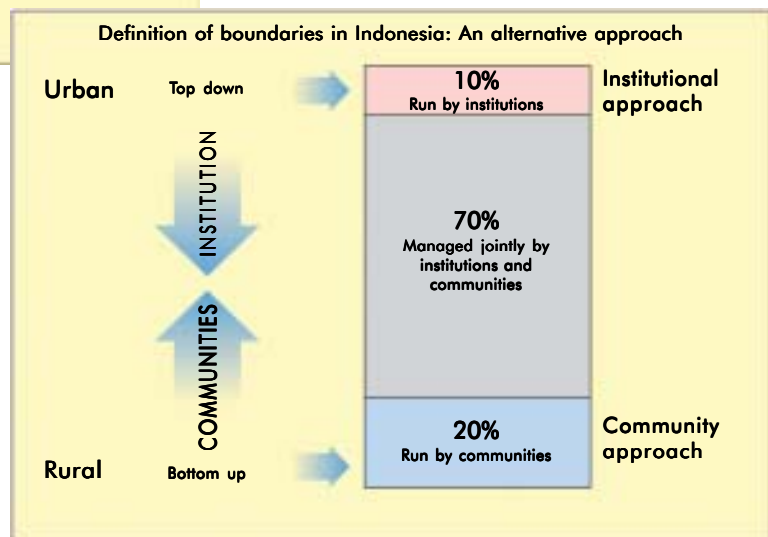 Definition of boundaries in Indonesia: An alternative approach
Urban
Top down
10%
Run by institutions
Institutional
approach
INSTITUTION
70%
Managed jointly by
institutions and
communities
COMMUNITIES
20%
Run by communities
Community
approach
Rural
Bottom up